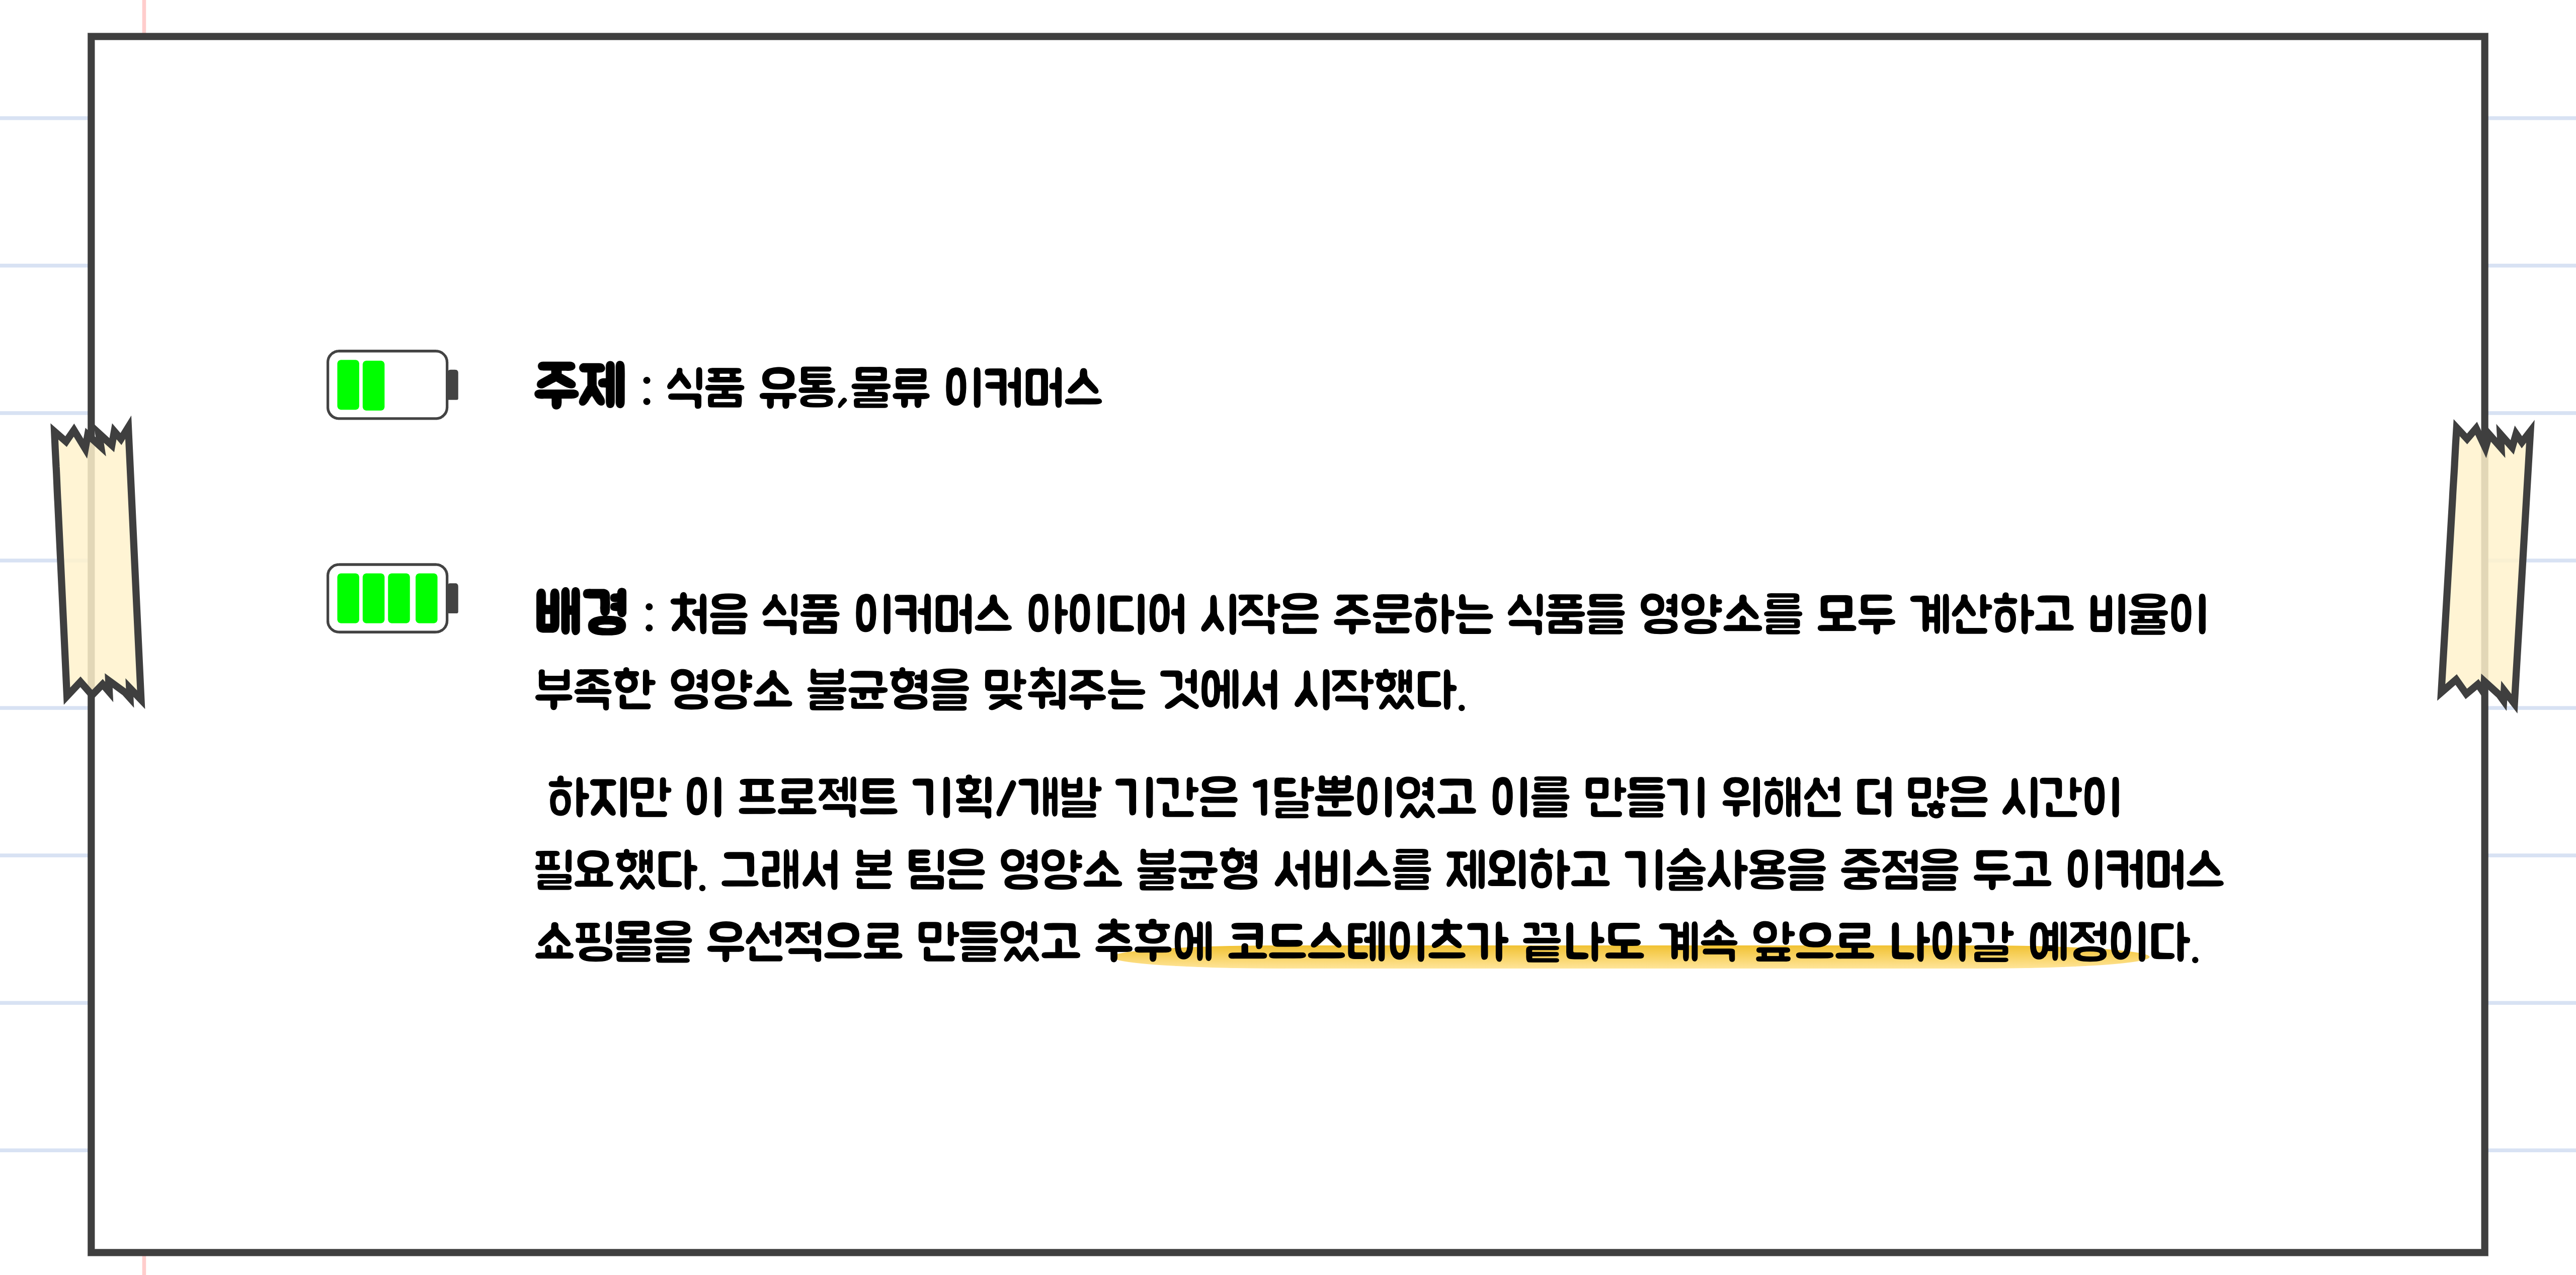 주제 : 식품 유통,물류 이커머스
배경 : 처음 식품 이커머스 아이디어 시작은 주문하는 식품들 영양소를 모두 계산하고 비율이
부족한 영양소 불균형을 맞춰주는 것에서 시작했다.
하지만 이 프로젝트 기획/개발 기간은 1달뿐이였고 이를 만들기 위해선 더 많은 시간이
필요했다. 그래서 본 팀은 영양소 불균형 서비스를 제외하고 기술사용을 중점을 두고 이커머스
쇼핑몰을 우선적으로 만들었고 추후에 코드스테이츠가 끝나도 계속 앞으로 나아갈 예정이다.